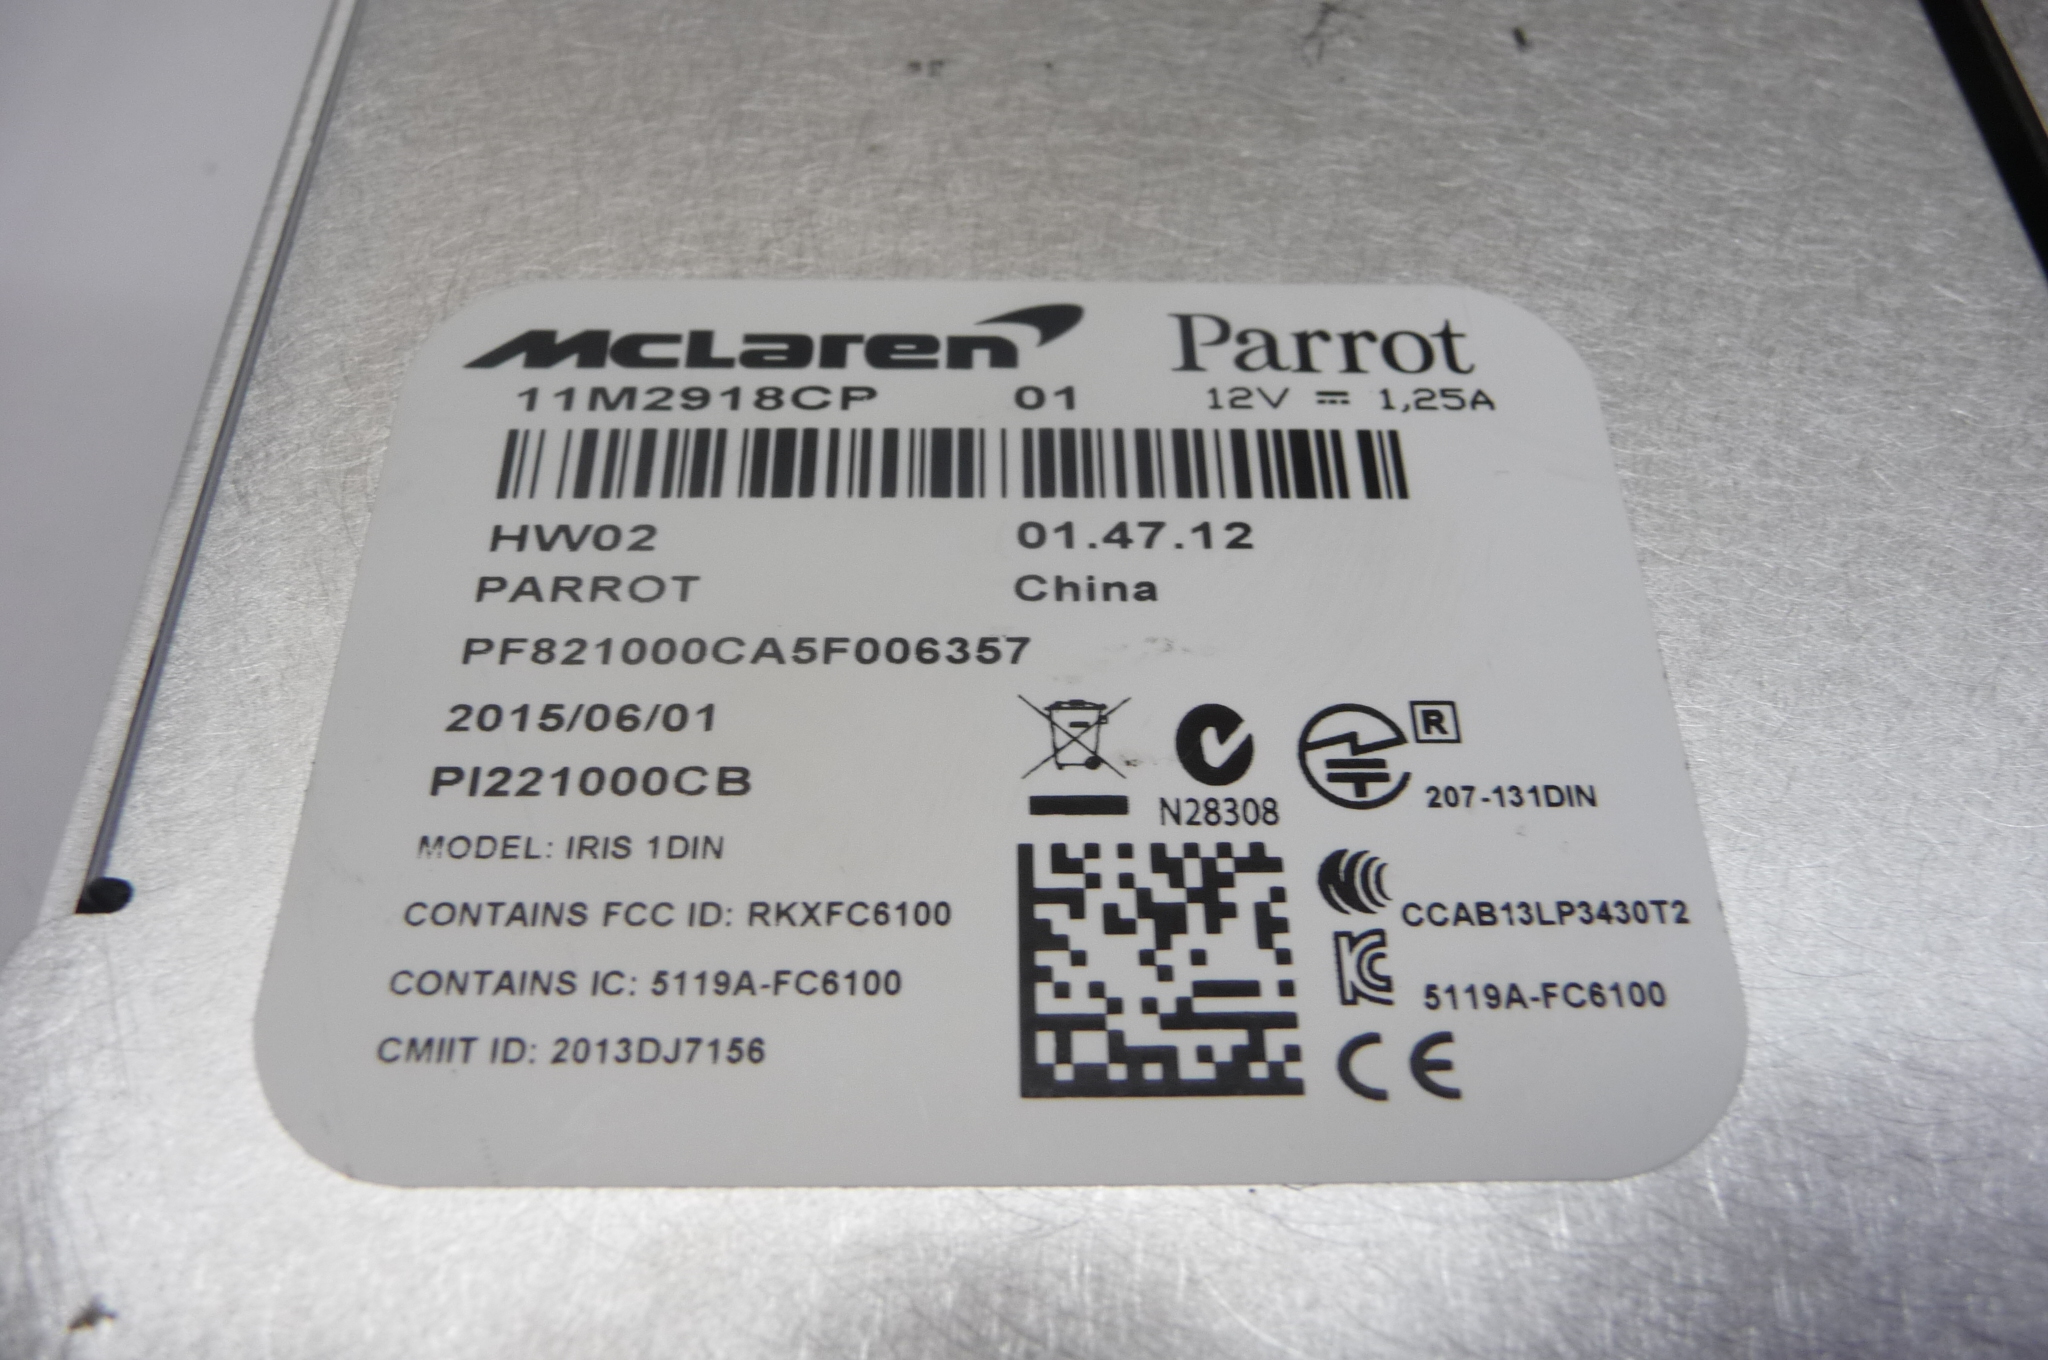 McLaren Parrot
11M2918CP 01 12V ⎓ 1,25A
HW02 01.47.12
PARROT China
PF821000CA5F006357
2015/06/01
PI221000CB
R
N28308
207-131DIN
MODEL: IRIS 1DIN
CONTAINS FCC ID: RKXFC6100
CCAB13LP3430T2
CONTAINS IC: 5119A-FC6100
5119A-FC6100
CMIIT ID: 2013DJ7156
CE